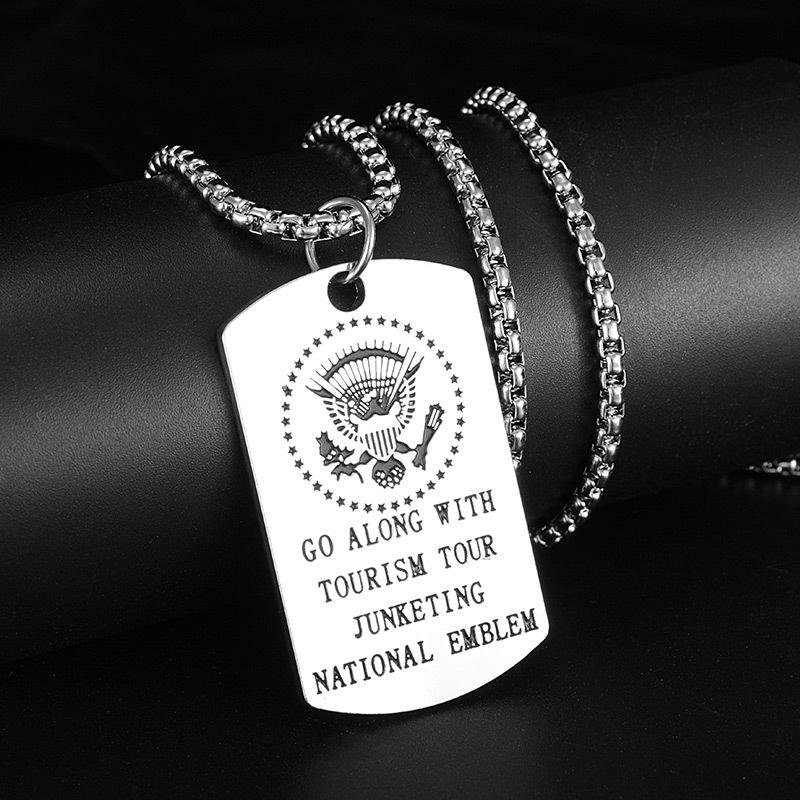 GO ALONG WITH
TOURISM TOUR
JUNKETING
NATIONAL EMBLEM